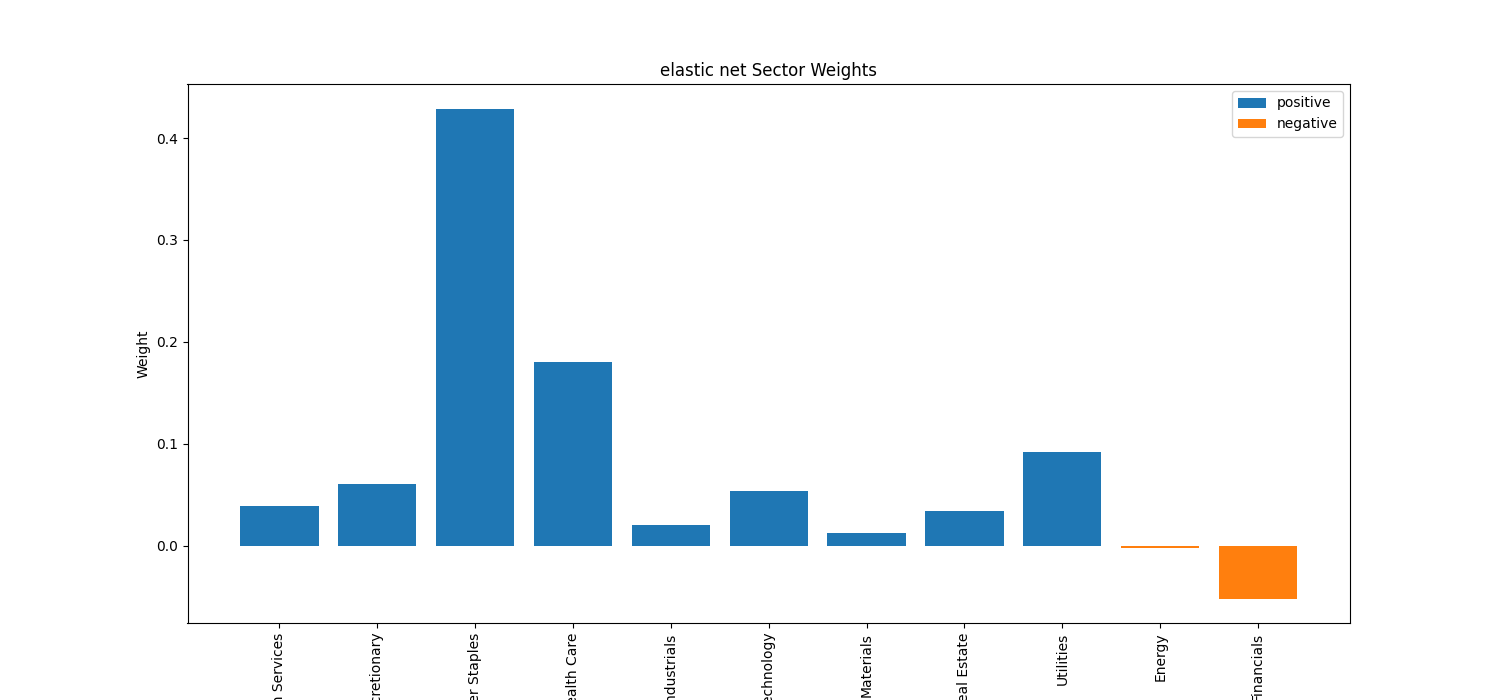 elastic net Sector Weights
positive
negative
0.4
0.3
0.2
0.1
0.0
Weight
Services
cretionary
er Staples
ealth Care
ndustrials
echnology
Materials
eal Estate
Utilities
Energy
Financials